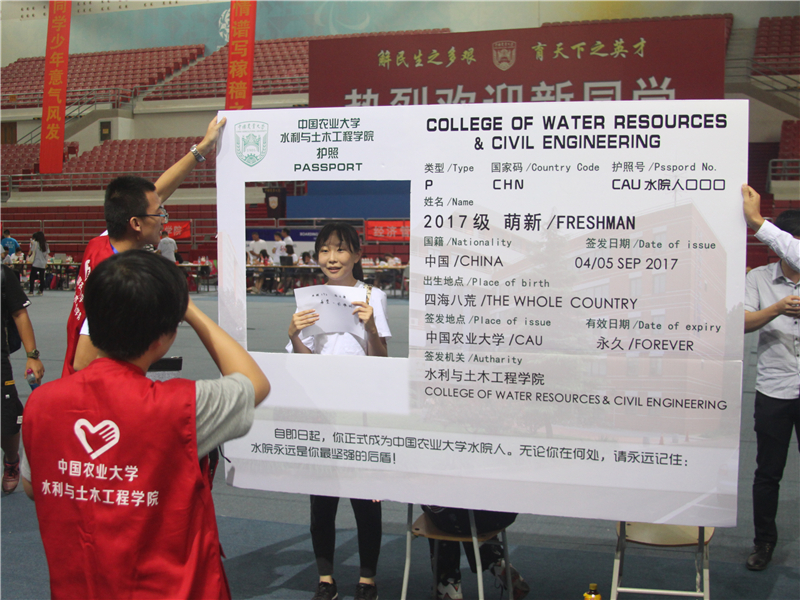 同学少年意气风发
情谱写稼穑
解民生之多艰 育天下之英才
热烈欢迎新同学
中国农业大学
水利与土木工程学院
护照
PASSPORT
COLLEGE OF WATER RESOURCES
& CIVIL ENGINEERING
类型/Type 国家码/Country Code 护照号/Passpord No.
P CHN CAU水院人□□□
姓名/Name
2017级 萌新/FRESHMAN
国籍/Nationality 签发日期/Date of issue
中国/CHINA 04/05 SEP 2017
出生地点/Place of birth
四海八荒/THE WHOLE COUNTRY
签发地点/Place of issue 有效日期/Date of expiry
中国农业大学/CAU 永久/FOREVER
签发机关/Autharity
水利与土木工程学院
COLLEGE OF WATER RESOURCES & CIVIL ENGINEERING
自即日起，你正式成为中国农业大学水院人。无论你在何处，请永远记住：
水院永远是你最坚强的后盾！
中国农业大学
水利与土木工程学院